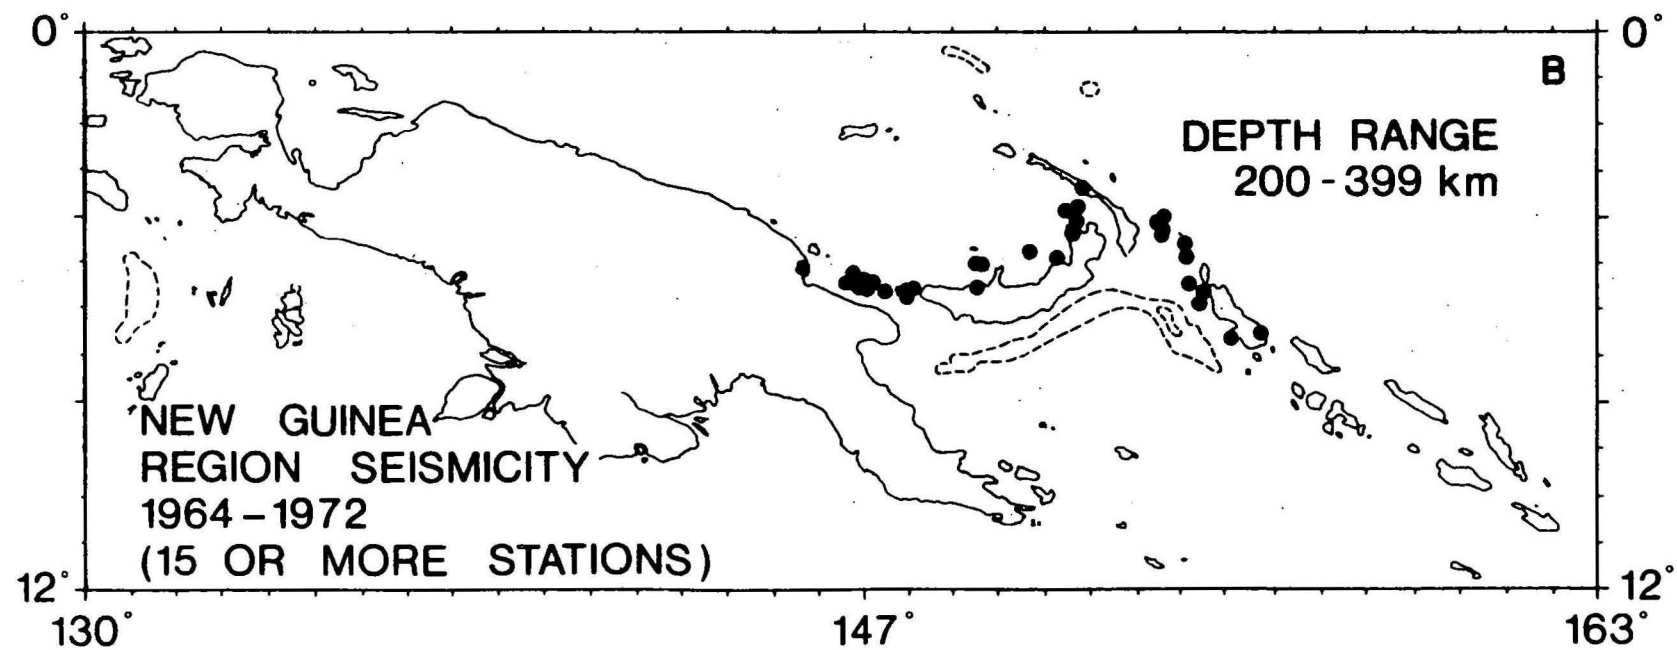 0° 0°
B
DEPTH RANGE
200-399 km
NEW GUINEA
REGION SEISMICITY
1964-1972
(15 OR MORE STATIONS)
12° 12°
130° 147° 163°